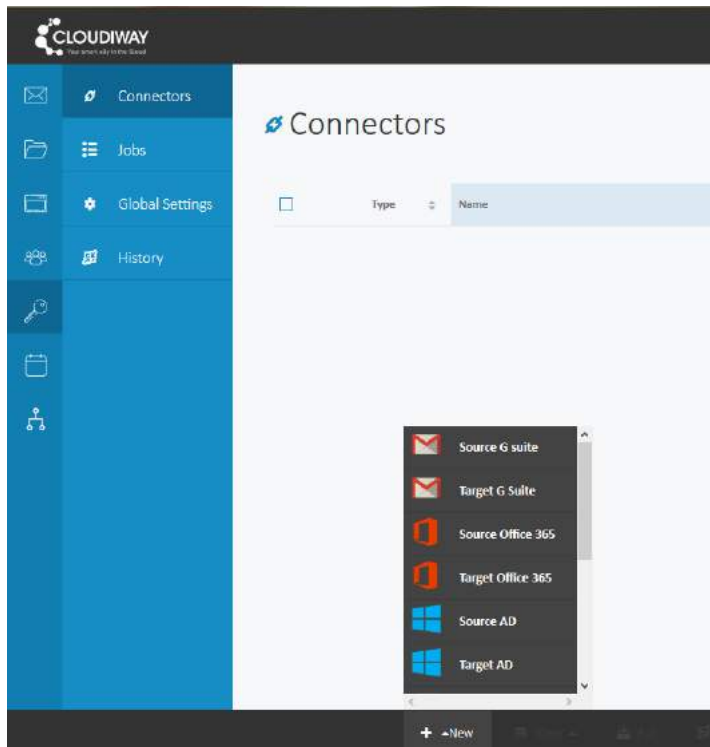 CLOUDIWAY
Connectors
Jobs
Global Settings
History
Connectors
Type
Name
Source G suite
Target G Suite
Source Office 365
Target Office 365
Source AD
Target AD
New